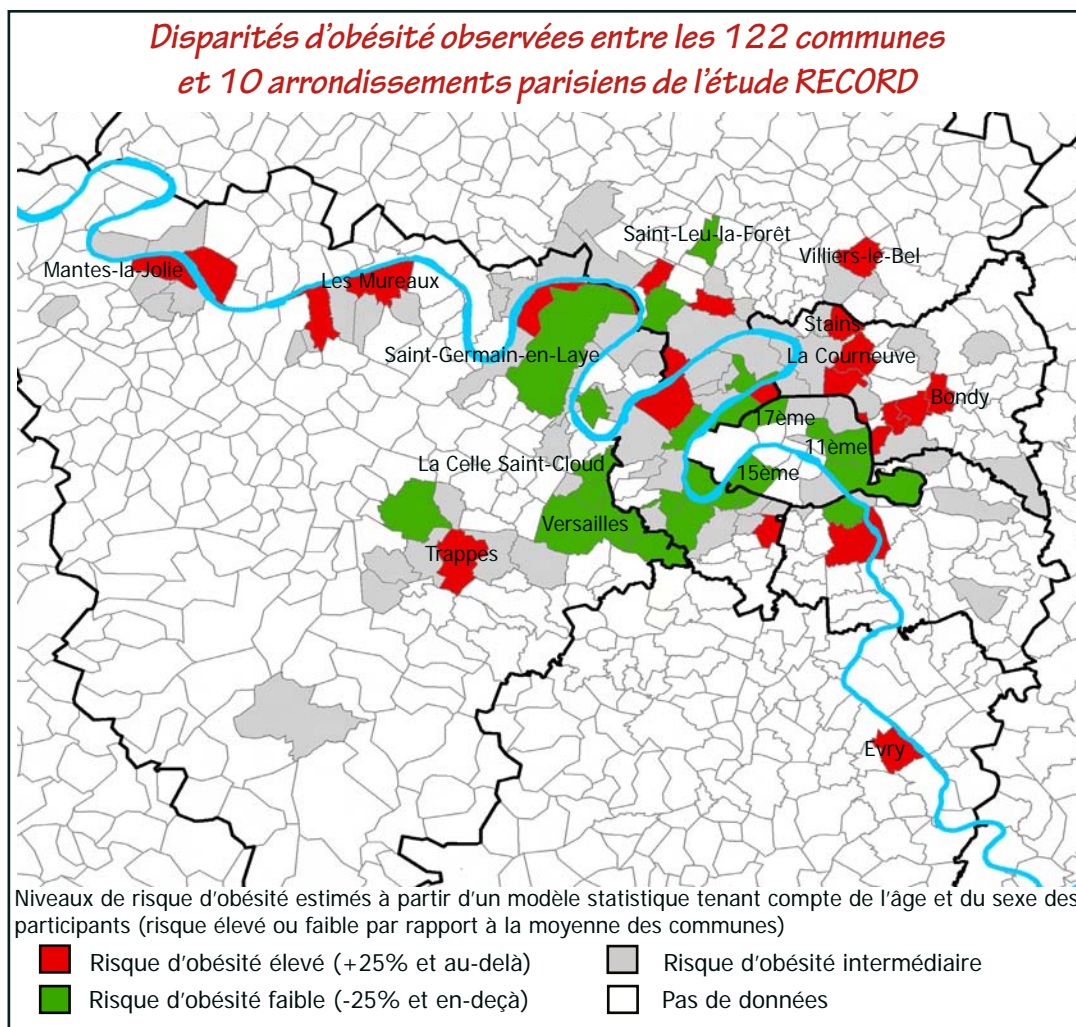 Disparités d'obésité observées entre les 122 communes
et 10 arrondissements parisiens de l'étude RECORD
Saint-Leu-la-Forêt
Villiers-le-Bel
Mantes-la-Jolie
Les Mureaux
Stains
Saint-Germain-en-Laye
La Courneuve
Bondy
17ème
11ème
La Celle Saint-Cloud
15ème
Versailles
Trappes
Evry
Niveaux de risque d'obésité estimés à partir d'un modèle statistique tenant compte de l'âge et du sexe des
participants (risque élevé ou faible par rapport à la moyenne des communes)
Risque d'obésité élevé (+25% et au-delà)
Risque d'obésité intermédiaire
Risque d'obésité faible (-25% et en-deçà)
Pas de données